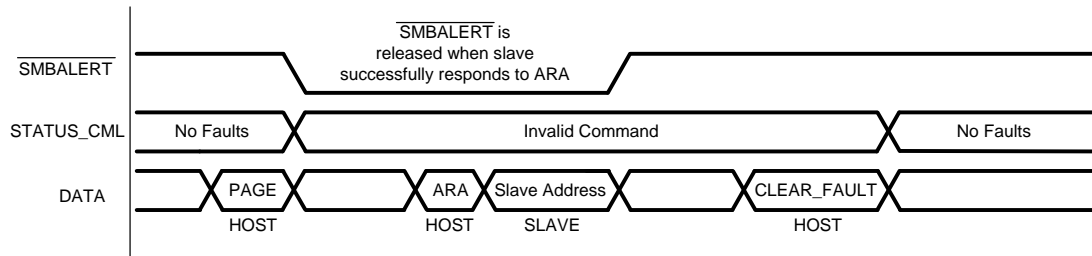 SMBALERT is
released when slave
successfully responds to ARA
SMBALERT
STATUS_CML No Faults Invalid Command No Faults
DATA PAGE ARA Slave Address CLEAR_FAULT
HOST HOST SLAVE HOST